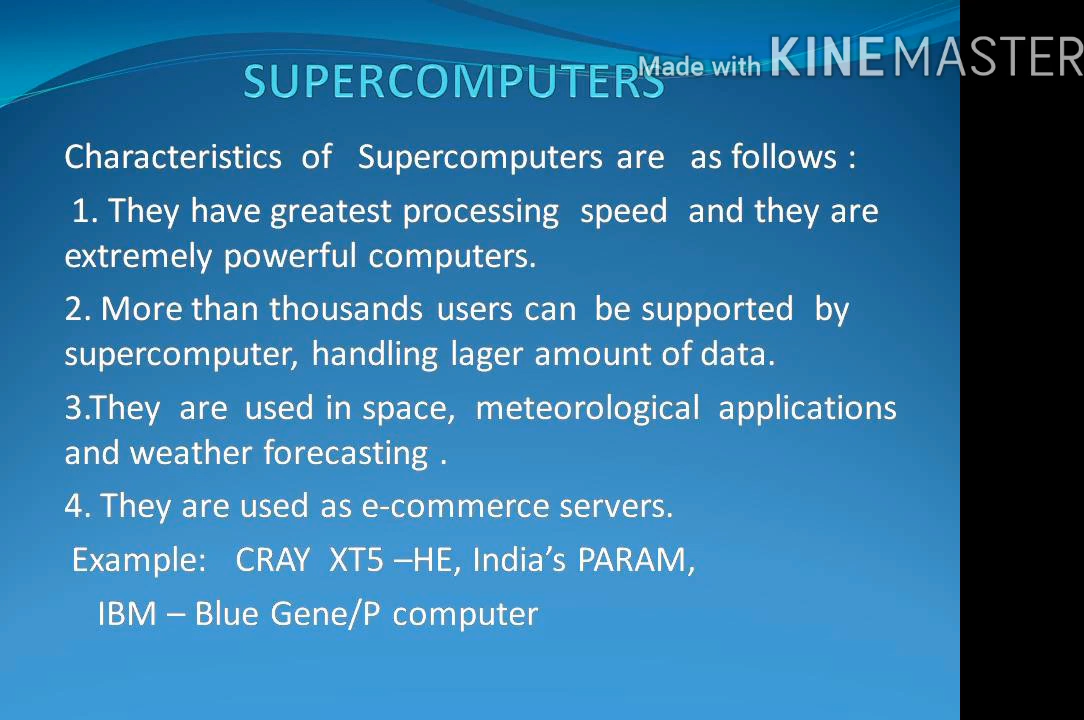 Made with KINEMASTER
SUPERCOMPUTERS
Characteristics of Supercomputers are as follows :
1. They have greatest processing speed and they are
extremely powerful computers.
2. More than thousands users can be supported by
supercomputer, handling lager amount of data.
3.They are used in space, meteorological applications
and weather forecasting .
4. They are used as e-commerce servers.
Example: CRAY XT5 –HE, India’s PARAM,
IBM – Blue Gene/P computer